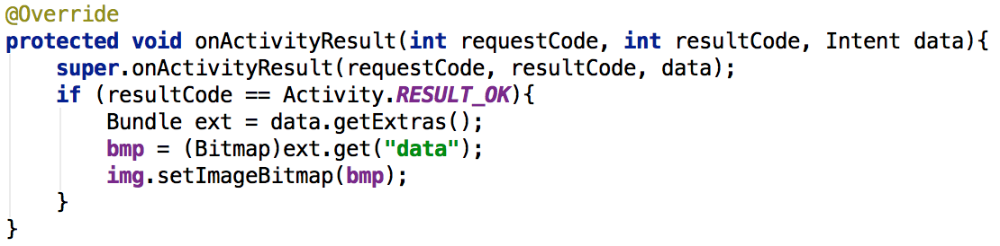 @Override
protected void onActivityResult(int requestCode, int resultCode, Intent data){
    super.onActivityResult(requestCode, resultCode, data);
    if (resultCode == Activity.RESULT_OK){
        Bundle ext = data.getExtras();
        bmp = (Bitmap)ext.get("data");
        img.setImageBitmap(bmp);
    }
}